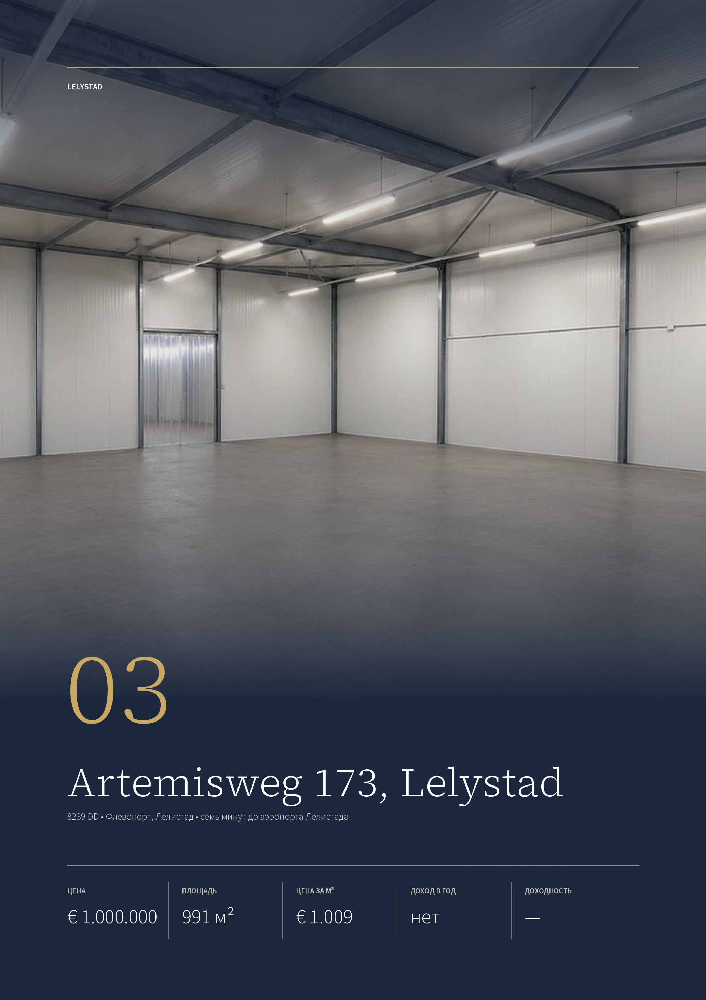 LELYSTAD
03
Artemisweg 173, Lelystad
8239 DD • Флевопорт, Лелистад • семь минут до аэропорта Лелистада
ЦЕНА
€ 1.000.000
ПЛОЩАДЬ
991 м²
ЦЕНА ЗА М²
€ 1.009
ДОХОД В ГОД
нет
ДОХОДНОСТЬ
—